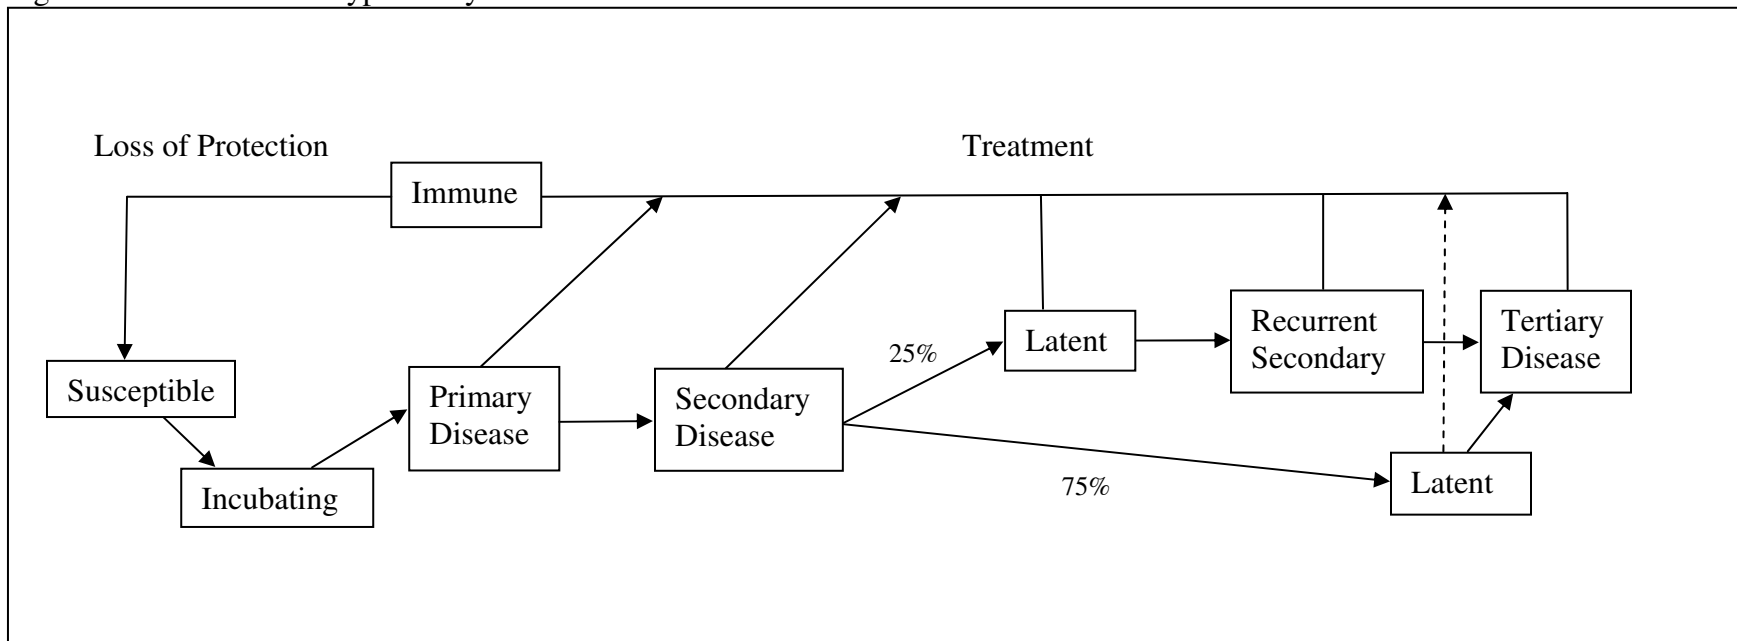 Loss of Protection
Treatment
Immune
Susceptible
Incubating
Primary
Disease
Secondary
Disease
25%
75%
Latent
Recurrent
Secondary
Tertiary
Disease
Latent